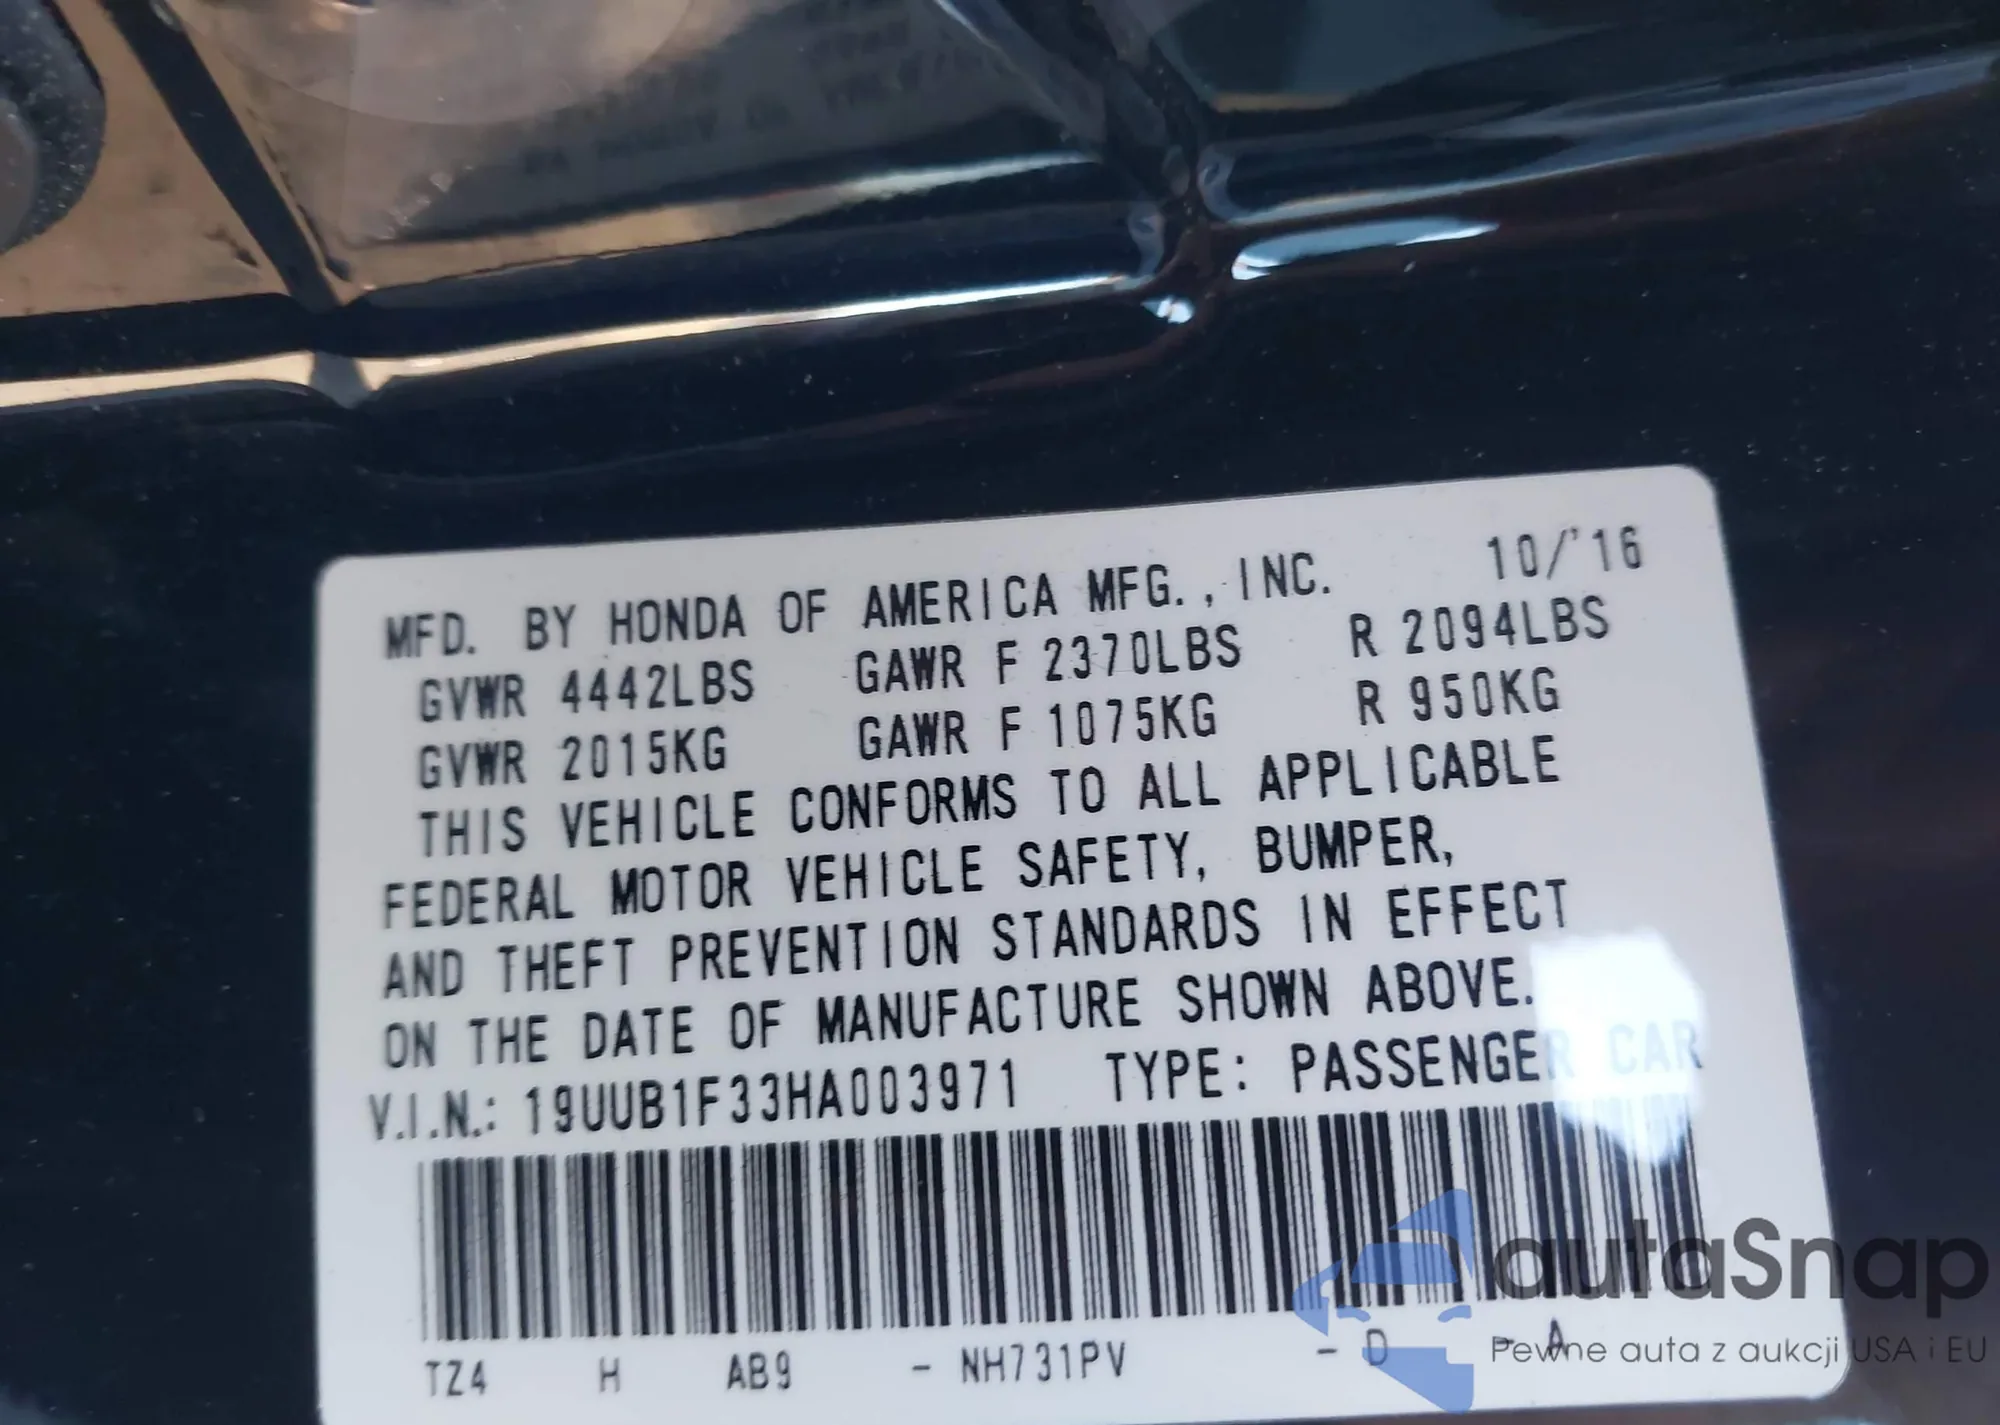 MFD. BY HONDA OF AMERICA MFG., INC. 10/'16
GVWR 4442LBS GAWR F 2370LBS R 2094LBS
GVWR 2015KG GAWR F 1075KG R 950KG
THIS VEHICLE CONFORMS TO ALL APPLICABLE
FEDERAL MOTOR VEHICLE SAFETY, BUMPER,
AND THEFT PREVENTION STANDARDS IN EFFECT
ON THE DATE OF MANUFACTURE SHOWN ABOVE.
V.I.N.: 19UUB1F33HA003971 TYPE: PASSENGER CAR
TZ4 H AB9 - NH731PV - D - A
autaSnap
Pewne auta z aukcji USA i EU